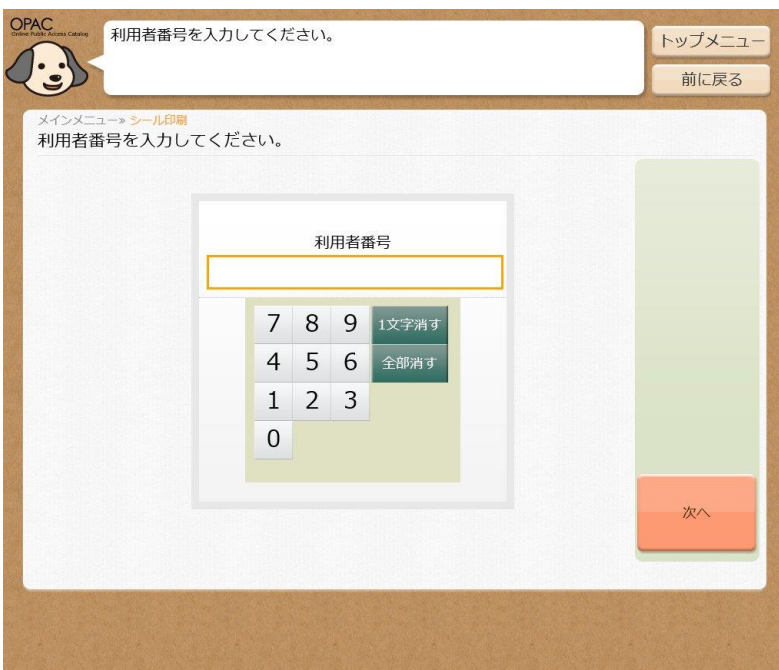 OPAC
Online Public Access Catalog
利用者番号を入力してください。
トップメニュー
前に戻る
メインメニュー» シール印刷
利用者番号を入力してください。
利用者番号
7 8 9 1文字消す
4 5 6 全部消す
1 2 3
0
次へ